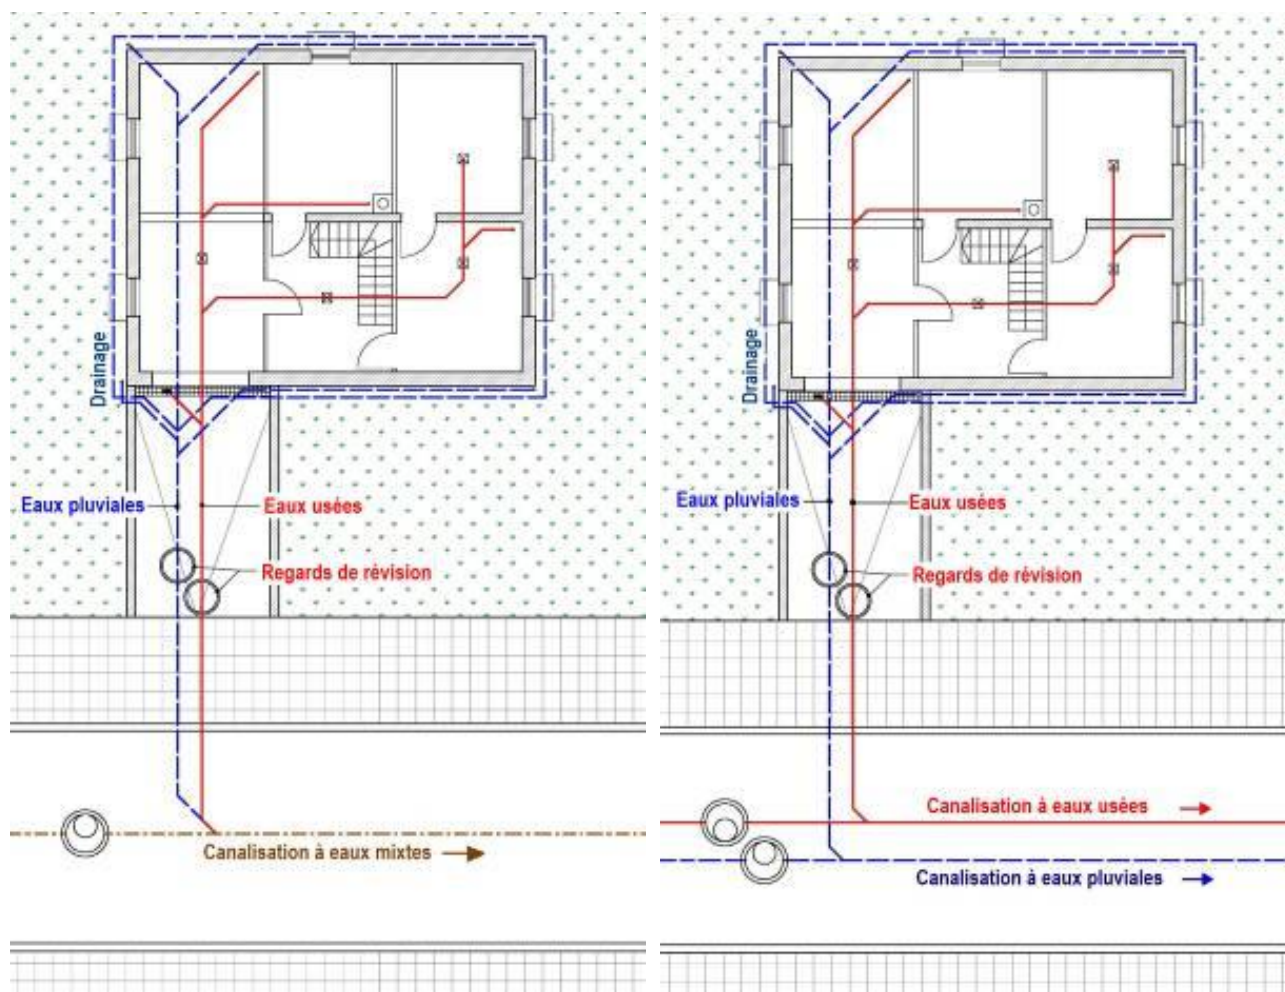 Drainage
Eaux pluviales
Eaux usées
Regards de révision
Canalisation à eaux mixtes
Drainage
Eaux pluviales
Eaux usées
Regards de révision
Canalisation à eaux usées
Canalisation à eaux pluviales